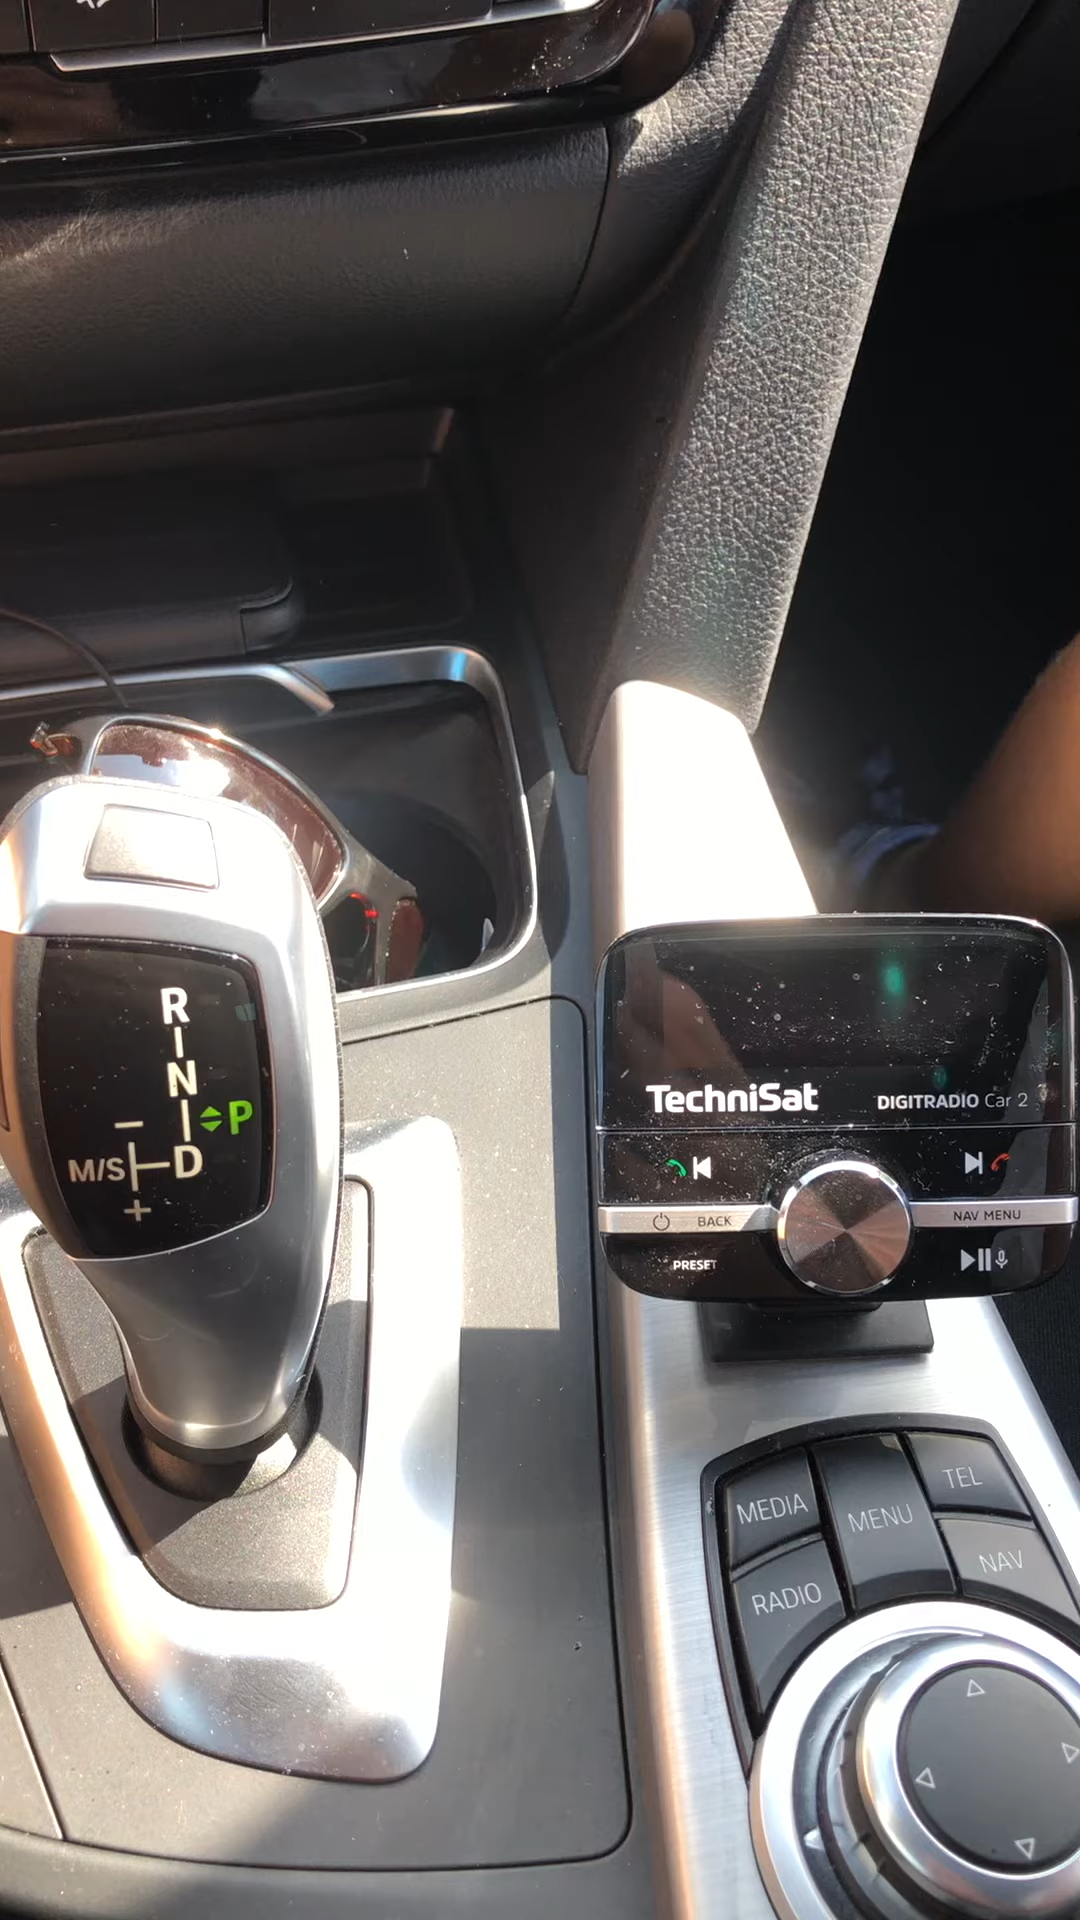 R
N
P
M/S
D
−
+
TechniSat
DIGITRADIO Car 2
BACK
NAV MENU
PRESET
MEDIA
MENU
TEL
RADIO
NAV